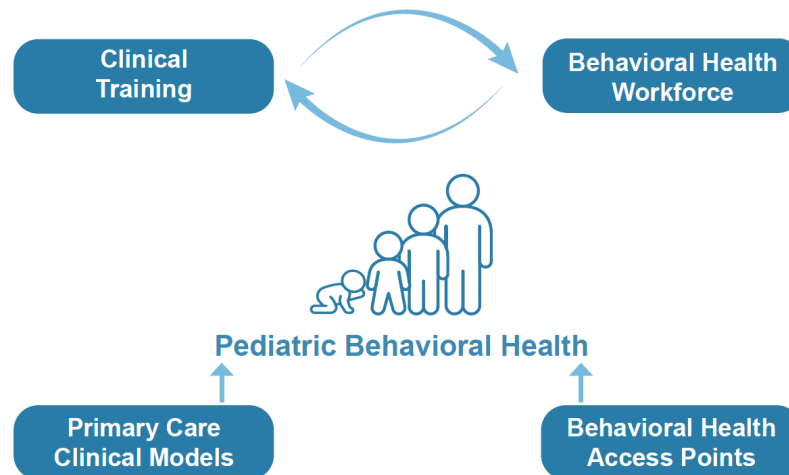 Clinical
Training
Behavioral Health
Workforce
Pediatric Behavioral Health
Primary Care
Clinical Models
Behavioral Health
Access Points